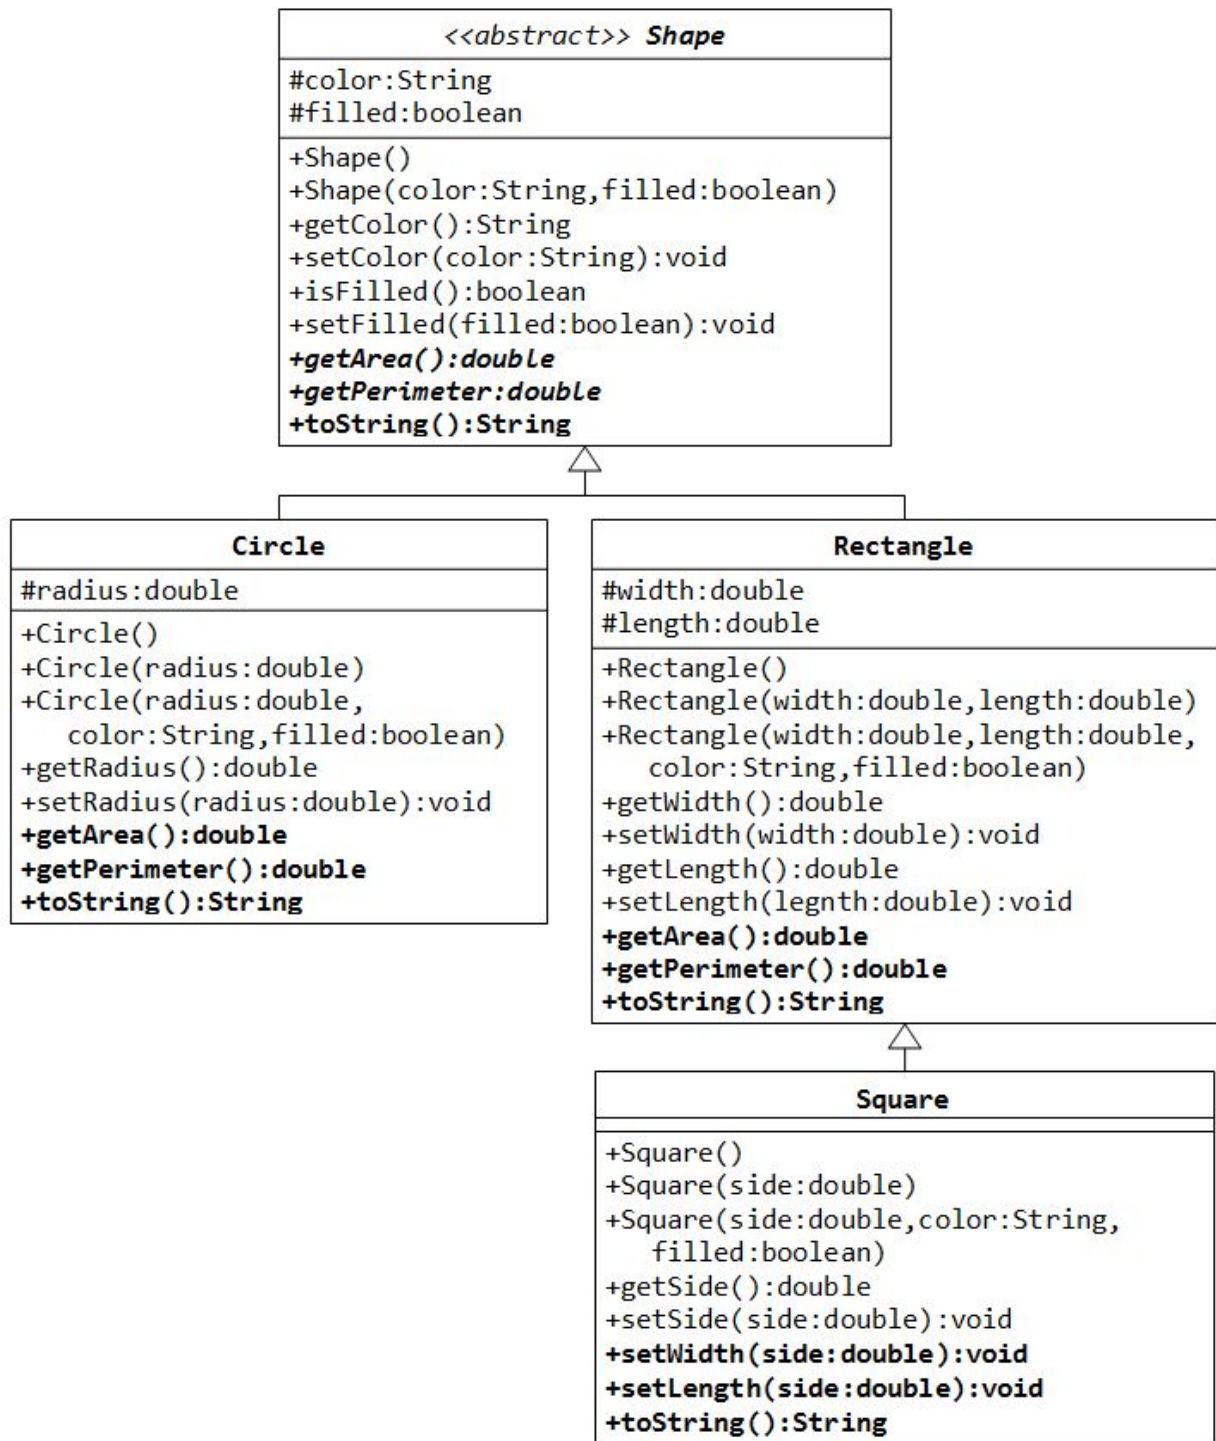 <<abstract>> Shape
#color:String
#filled:boolean
+Shape()
+Shape(color:String,filled:boolean)
+getColor():String
+setColor(color:String):void
+isFilled():boolean
+setFilled(filled:boolean):void
+getArea():double
+getPerimeter:double
+toString():String
Circle
#radius:double
+Circle()
+Circle(radius:double)
+Circle(radius:double,
color:String,filled:boolean)
+getRadius():double
+setRadius(radius:double):void
+getArea():double
+getPerimeter():double
+toString():String
Rectangle
#width:double
#length:double
+Rectangle()
+Rectangle(width:double,length:double)
+Rectangle(width:double,length:double,
color:String,filled:boolean)
+getWidth():double
+setWidth(width:double):void
+getLength():double
+setLength(legnth:double):void
+getArea():double
+getPerimeter():double
+toString():String
Square
+Square()
+Square(side:double)
+Square(side:double,color:String,
filled:boolean)
+getSide():double
+setSide(side:double):void
+setWidth(side:double):void
+setLength(side:double):void
+toString():String